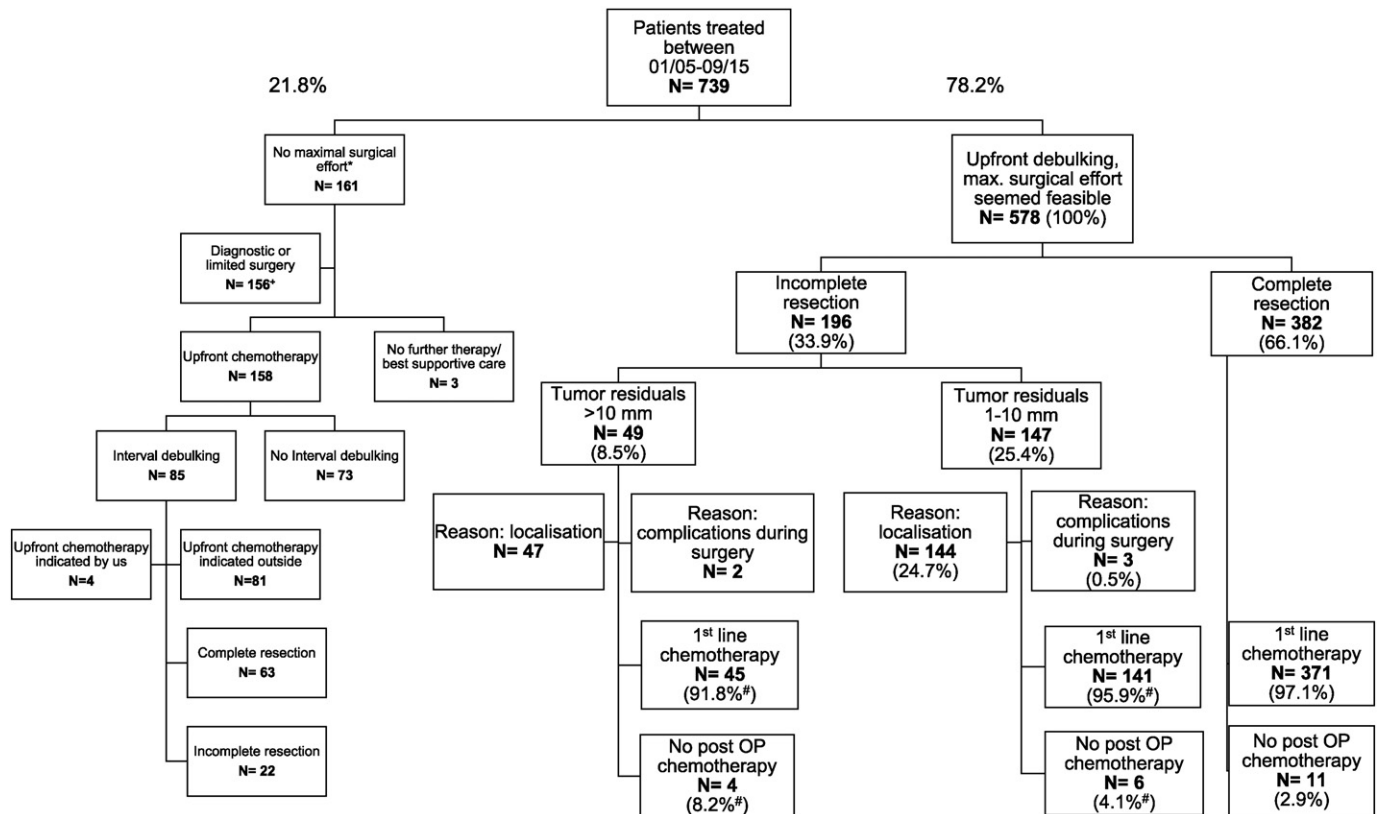 Patients treated
between
01/05-09/15
N= 739
21.8%
78.2%
No maximal surgical
effort*
N= 161
Upfront debulking,
max. surgical effort
seemed feasible
N= 578 (100%)
Diagnostic or
limited surgery
N= 156+
Incomplete
resection
N= 196
(33.9%)
Complete
resection
N= 382
(66.1%)
Upfront chemotherapy
N= 158
No further therapy/
best supportive care
N= 3
Tumor residuals
>10 mm
N= 49
(8.5%)
Tumor residuals
1-10 mm
N= 147
(25.4%)
Interval debulking
N= 85
No Interval debulking
N= 73
Reason: localisation
N= 47
Reason:
complications during
surgery
N= 2
Reason:
localisation
N= 144
(24.7%)
Reason:
complications
during surgery
N= 3
(0.5%)
Upfront chemotherapy
indicated by us
N=4
Upfront chemotherapy
indicated outside
N=81
Complete resection
N= 63
1st line
chemotherapy
N= 45
(91.8%#)
1st line
chemotherapy
N= 141
(95.9%#)
1st line
chemotherapy
N= 371
(97.1%)
Incomplete resection
N= 22
No post OP
chemotherapy
N= 4
(8.2%#)
No post OP
chemotherapy
N= 6
(4.1%#)
No post OP
chemotherapy
N= 11
(2.9%)